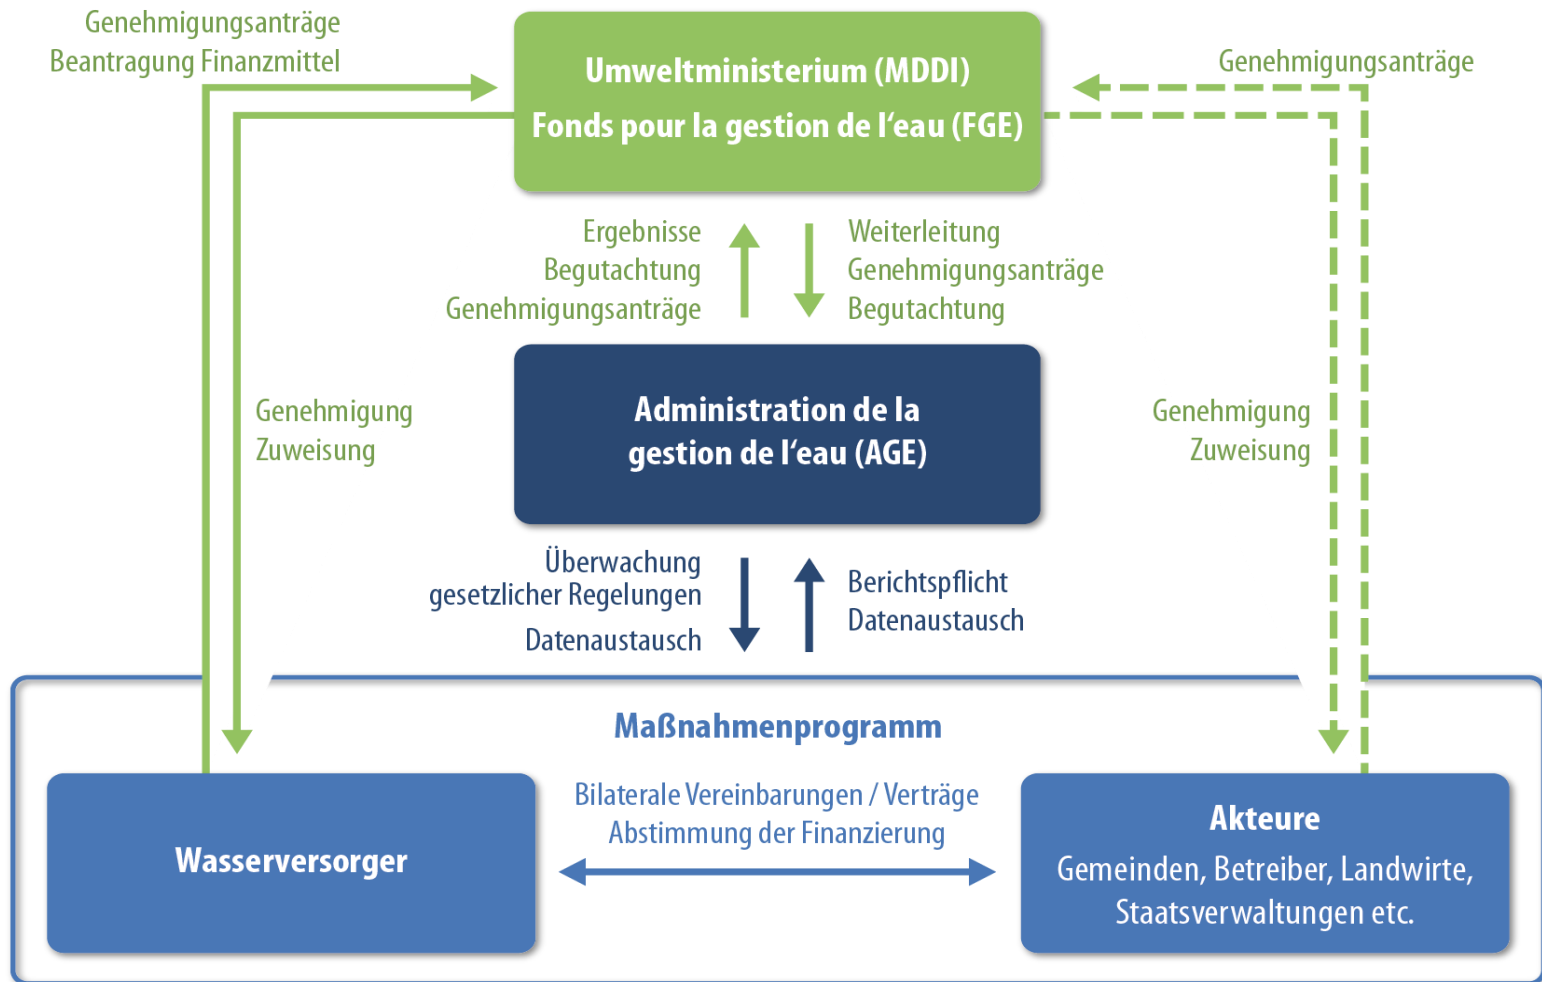 Genehmigungsanträge
Beantragung Finanzmittel
Umweltministerium (MDDI)
Fonds pour la gestion de l‘eau (FGE)
Genehmigungsanträge
Ergebnisse
Begutachtung
Genehmigungsanträge
Weiterleitung
Genehmigungsanträge
Begutachtung
Genehmigung
Zuweisung
Administration de la
gestion de l‘eau (AGE)
Genehmigung
Zuweisung
Überwachung
gesetzlicher Regelungen
Datenaustausch
Berichtspflicht
Datenaustausch
Maßnahmenprogramm
Wasserversorger
Bilaterale Vereinbarungen / Verträge
Abstimmung der Finanzierung
Akteure
Gemeinden, Betreiber, Landwirte,
Staatsverwaltungen etc.